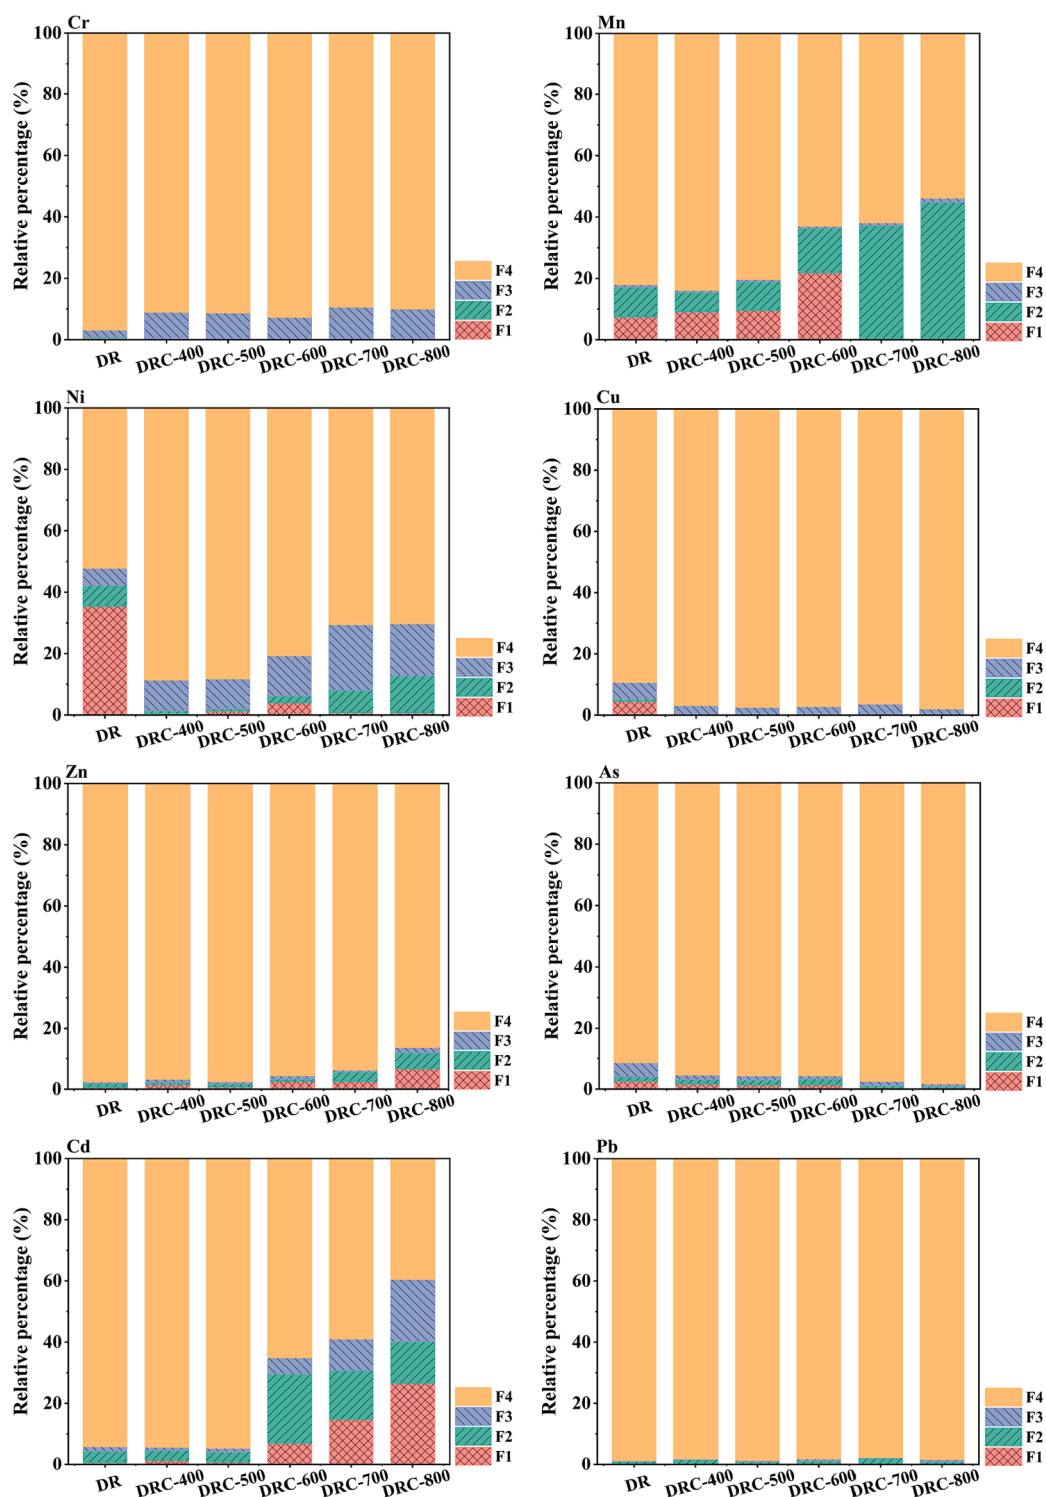 Cr
Relative percentage (%)
100
80
60
40
20
0
DR DRC-400 DRC-500 DRC-600 DRC-700 DRC-800
F4
F3
F2
F1
Mn
Relative percentage (%)
100
80
60
40
20
0
DR DRC-400 DRC-500 DRC-600 DRC-700 DRC-800
F4
F3
F2
F1
Ni
Relative percentage (%)
100
80
60
40
20
0
DR DRC-400 DRC-500 DRC-600 DRC-700 DRC-800
F4
F3
F2
F1
Cu
Relative percentage (%)
100
80
60
40
20
0
DR DRC-400 DRC-500 DRC-600 DRC-700 DRC-800
F4
F3
F2
F1
Zn
Relative percentage (%)
100
80
60
40
20
0
DR DRC-400 DRC-500 DRC-600 DRC-700 DRC-800
F4
F3
F2
F1
As
Relative percentage (%)
100
80
60
40
20
0
DR DRC-400 DRC-500 DRC-600 DRC-700 DRC-800
F4
F3
F2
F1
Cd
Relative percentage (%)
100
80
60
40
20
0
DR DRC-400 DRC-500 DRC-600 DRC-700 DRC-800
F4
F3
F2
F1
Pb
Relative percentage (%)
100
80
60
40
20
0
DR DRC-400 DRC-500 DRC-600 DRC-700 DRC-800
F4
F3
F2
F1